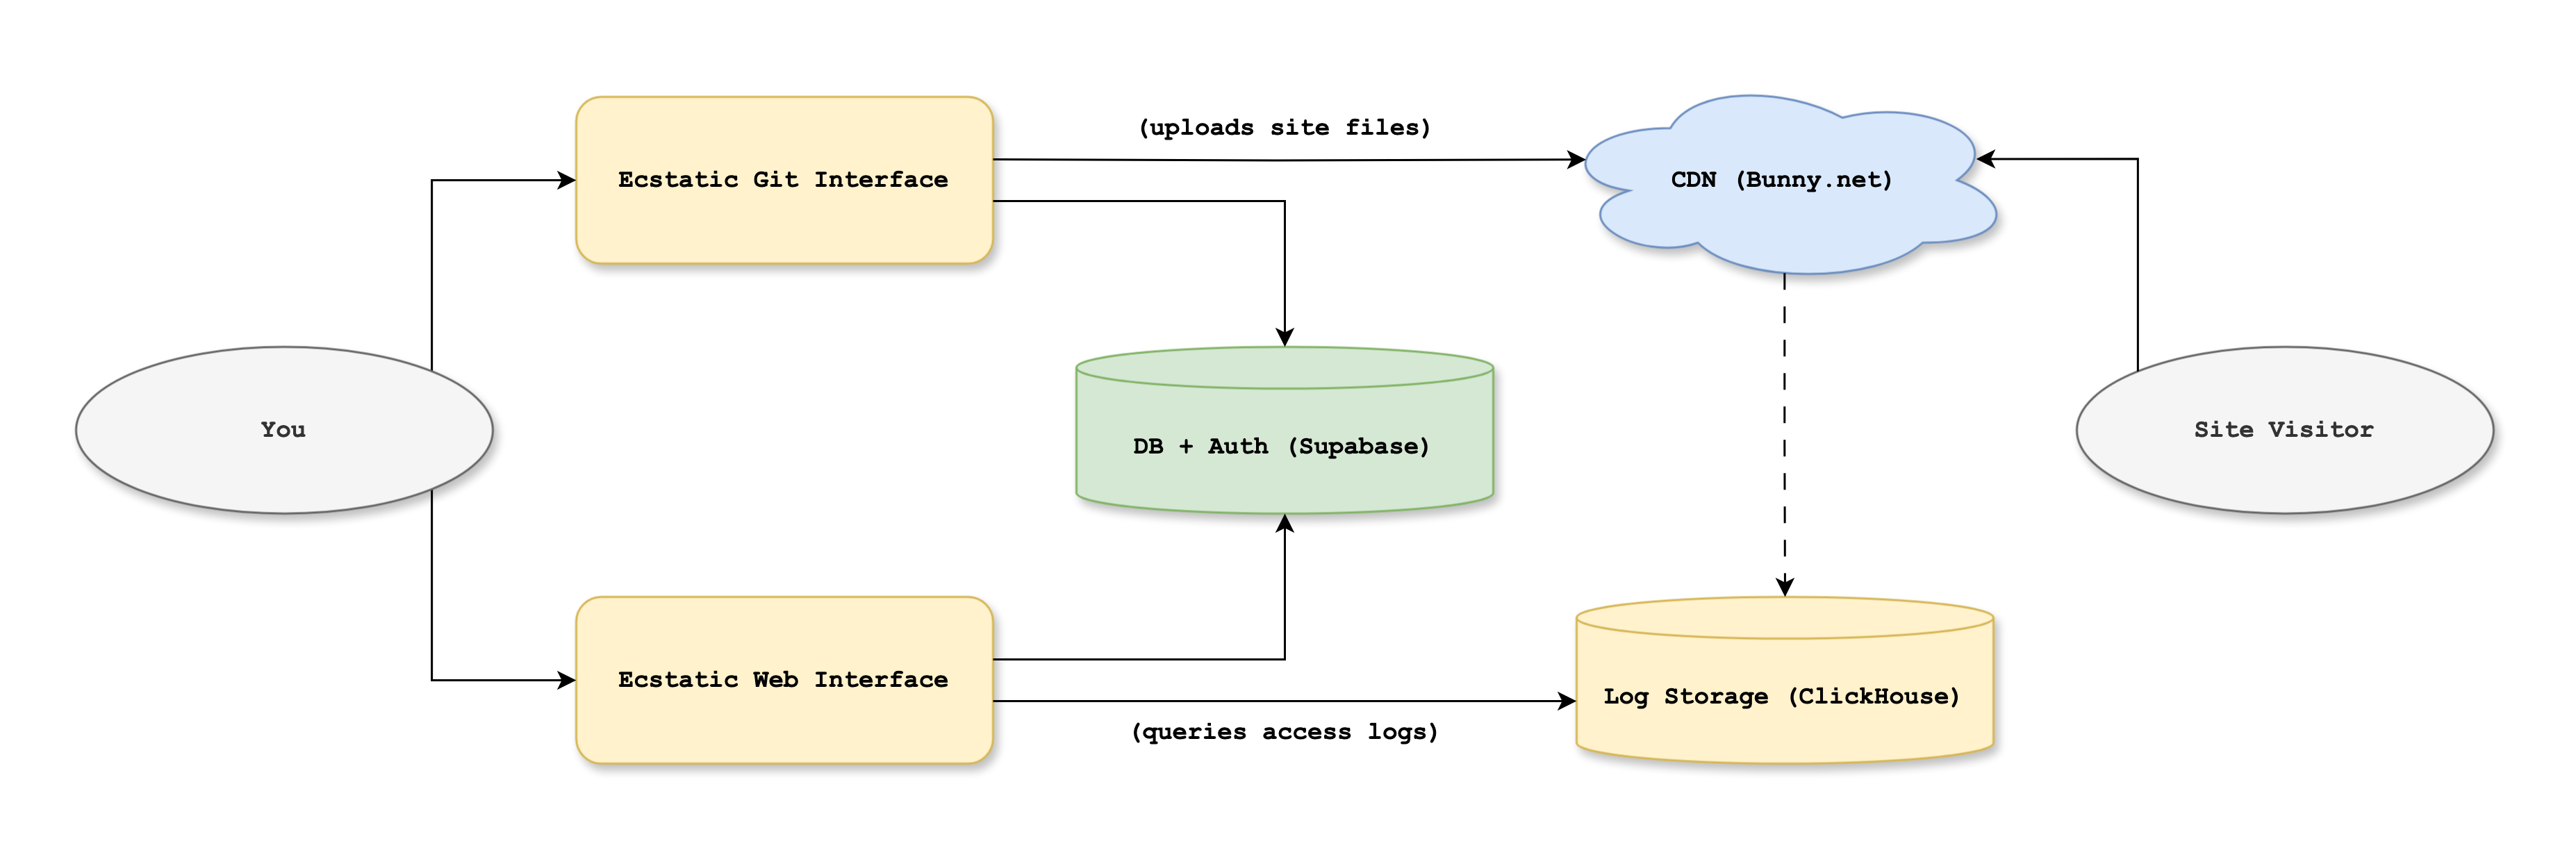 (uploads site files)
Ecstatic Git Interface
CDN (Bunny.net)
You
DB + Auth (Supabase)
Site Visitor
Ecstatic Web Interface
Log Storage (ClickHouse)
(queries access logs)